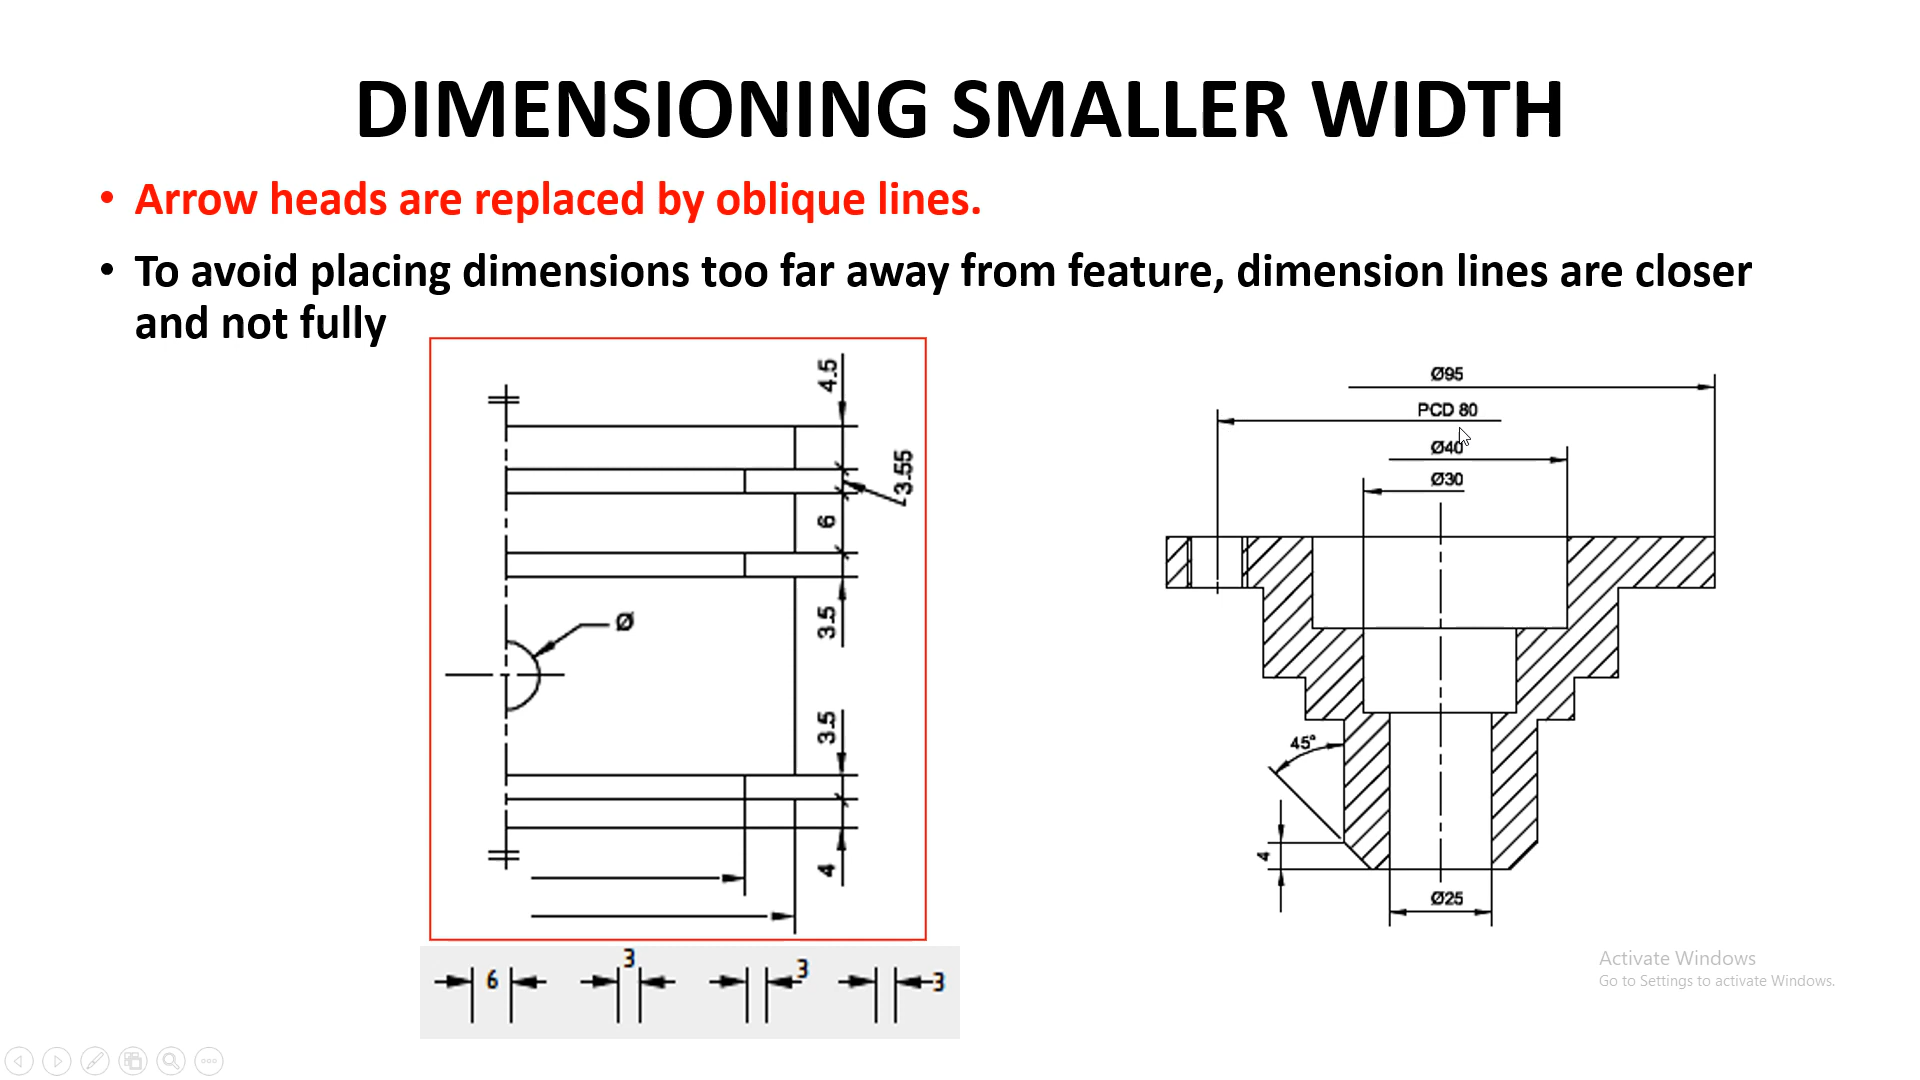 DIMENSIONING SMALLER WIDTH
• Arrow heads are replaced by oblique lines.
• To avoid placing dimensions too far away from feature, dimension lines are closer
and not fully
4.5
3.55
6
3.5
Ø
3.5
4
6
3
3
3
Ø95
PCD 80
Ø40
Ø30
45°
4
Ø25
Activate Windows
Go to Settings to activate Windows.